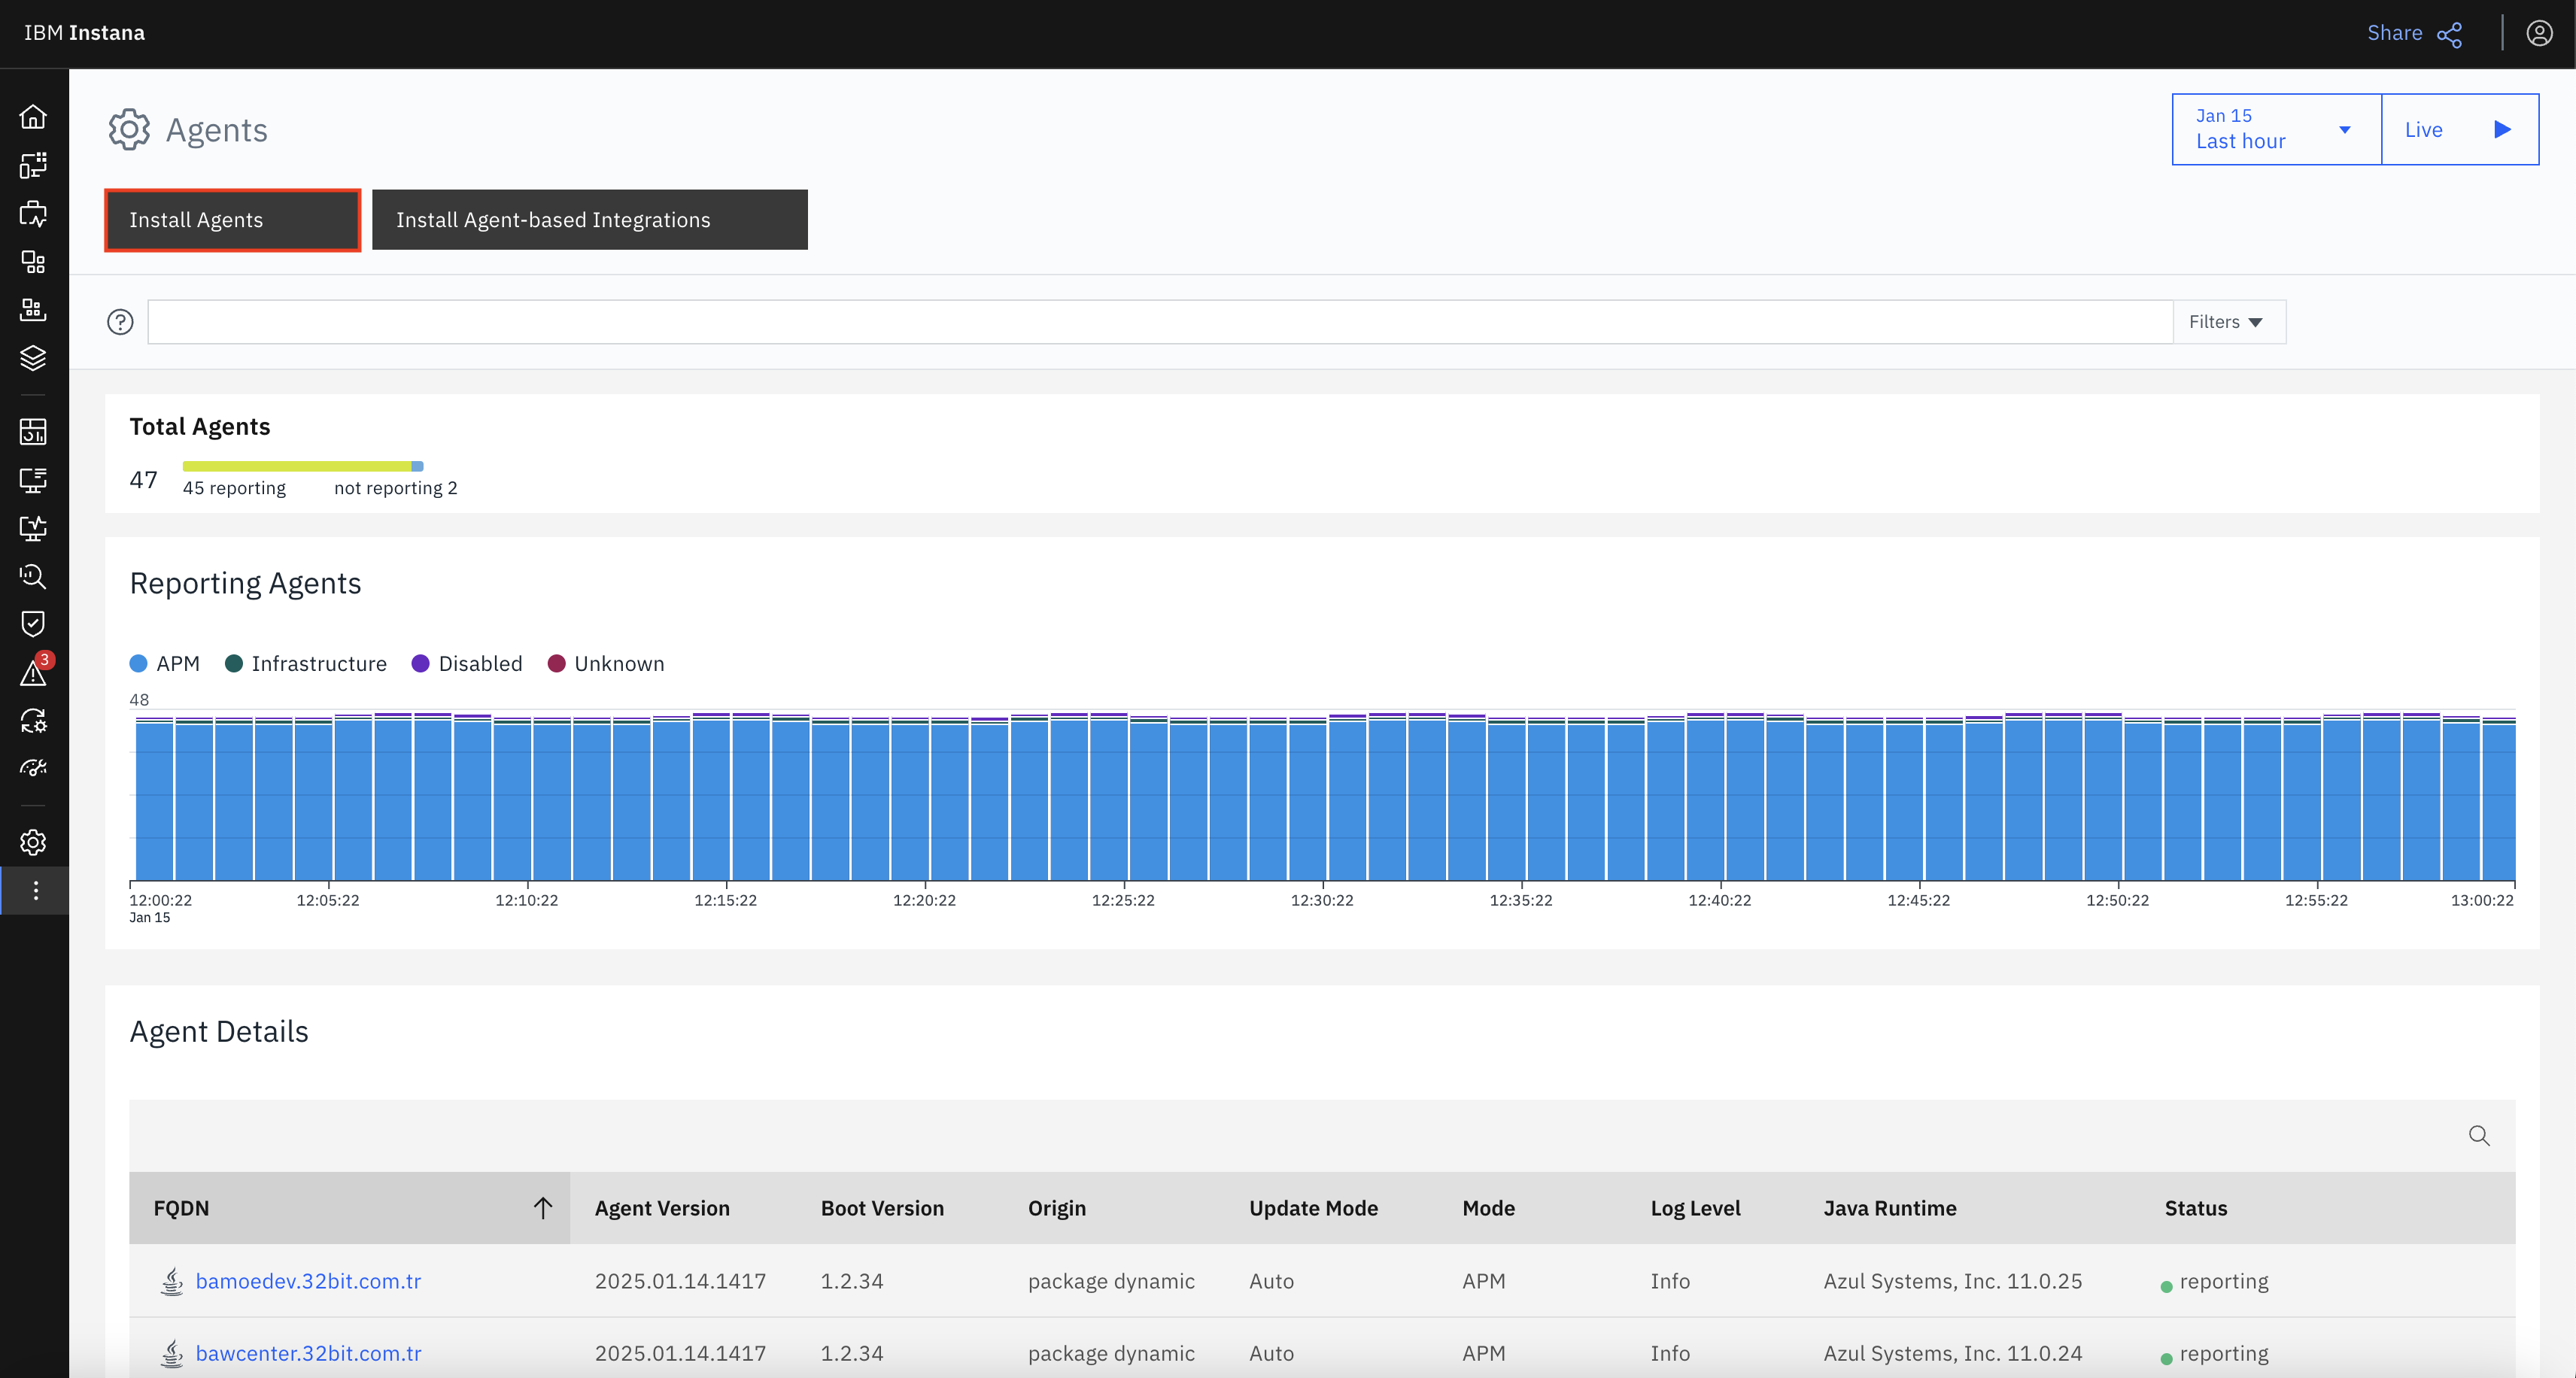 IBM Instana
Share
Agents
Jan 15
Last hour
Live
Install Agents
Install Agent-based Integrations
?
Filters
Total Agents
47
45 reporting
not reporting 2
Reporting Agents
APM Infrastructure Disabled Unknown
3
48
12:00:22 12:05:22 12:10:22 12:15:22 12:20:22 12:25:22 12:30:22 12:35:22 12:40:22 12:45:22 12:50:22 12:55:22 13:00:22
Jan 15
Agent Details
FQDN Agent Version Boot Version Origin Update Mode Mode Log Level Java Runtime Status
bamoedev.32bit.com.tr 2025.01.14.1417 1.2.34 package dynamic Auto APM Info Azul Systems, Inc. 11.0.25 reporting
bawcenter.32bit.com.tr 2025.01.14.1417 1.2.34 package dynamic Auto APM Info Azul Systems, Inc. 11.0.24 reporting